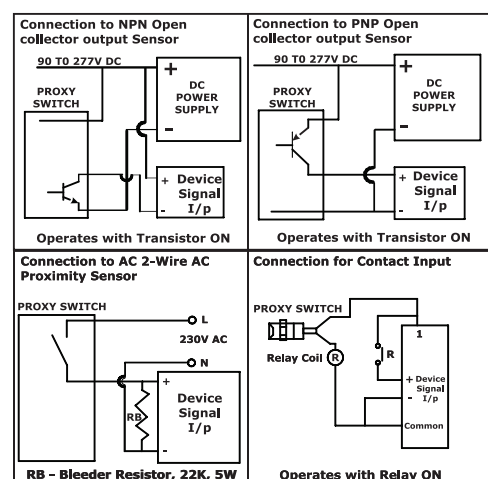 Connection to NPN Open
collector output Sensor
90 T0 277V DC
PROXY
SWITCH
+
-
DC
POWER
SUPPLY
+
-
Device
Signal
I/p
Operates with Transistor ON
Connection to PNP Open
collector output Sensor
90 T0 277V DC
PROXY
SWITCH
+
-
DC
POWER
SUPPLY
+
-
Device
Signal
I/p
Operates with Transistor ON
Connection to AC 2-Wire AC
Proximity Sensor
PROXY SWITCH
L
230V AC
N
+
-
RB
Device
Signal
I/p
RB - Bleeder Resistor, 22K, 5W
Connection for Contact Input
PROXY SWITCH
Relay Coil
R
R
1
+ Device
- Signal
I/p
Common
Operates with Relay ON